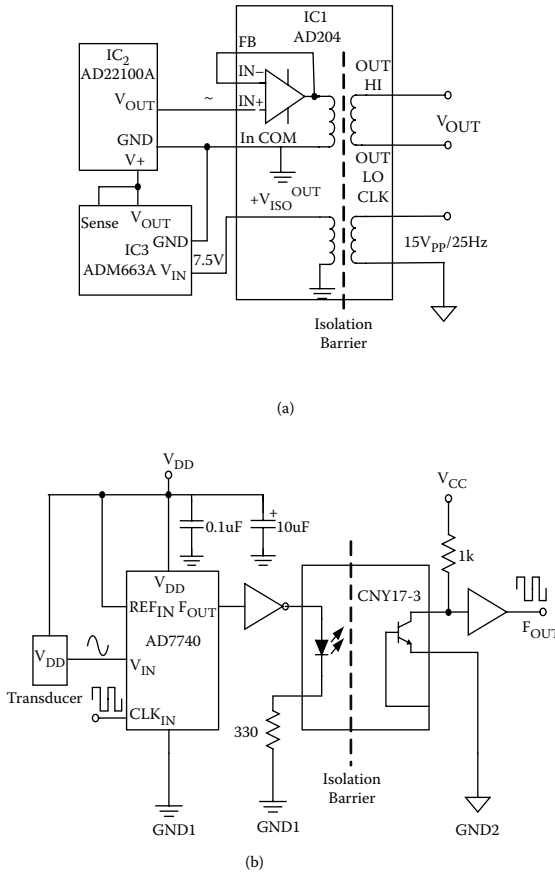 IC1
AD204
FB
IC2
AD22100A
IN−
OUT
HI
VOUT
~
IN+
VOUT
GND
In COM
OUT
LO
V+
+VISO OUT
CLK
Sense
VOUT
GND
IC3
7.5V
15VPP/25Hz
ADM663A VIN
Isolation
Barrier
(a)
VDD
VCC
+
0.1uF
10uF
1k
VDD
CNY17-3
REFIN FOUT
FOUT
AD7740
VDD
VIN
Transducer
CLKIN
330
Isolation
Barrier
GND1
GND1
GND2
(b)